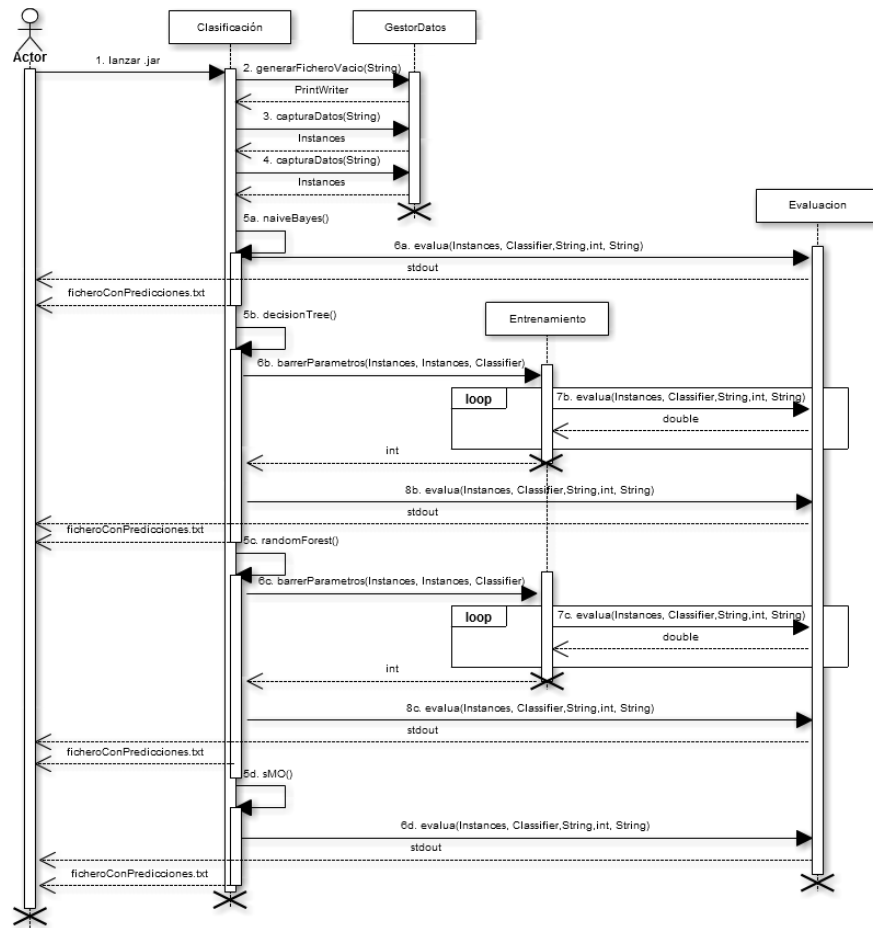 Clasificación
GestorDatos
Actor
1. lanzar .jar
2. generarFicheroVacio(String)
PrintWriter
3. capturaDatos(String)
Instances
4. capturaDatos(String)
Instances
Evaluacion
5a. naiveBayes()
6a. evalua(Instances, Classifier,String,int, String)
stdout
ficheroConPredicciones.txt
5b. decisionTree()
Entrenamiento
6b. barrerParametros(Instances, Instances, Classifier)
loop
7b. evalua(Instances, Classifier,String,int, String)
double
int
8b. evalua(Instances, Classifier,String,int, String)
stdout
ficheroConPredicciones.txt
5c. randomForest()
6c. barrerParametros(Instances, Instances, Classifier)
loop
7c. evalua(Instances, Classifier,String,int, String)
double
int
8c. evalua(Instances, Classifier,String,int, String)
stdout
ficheroConPredicciones.txt
5d. sMO()
6d. evalua(Instances, Classifier,String,int, String)
stdout
ficheroConPredicciones.txt